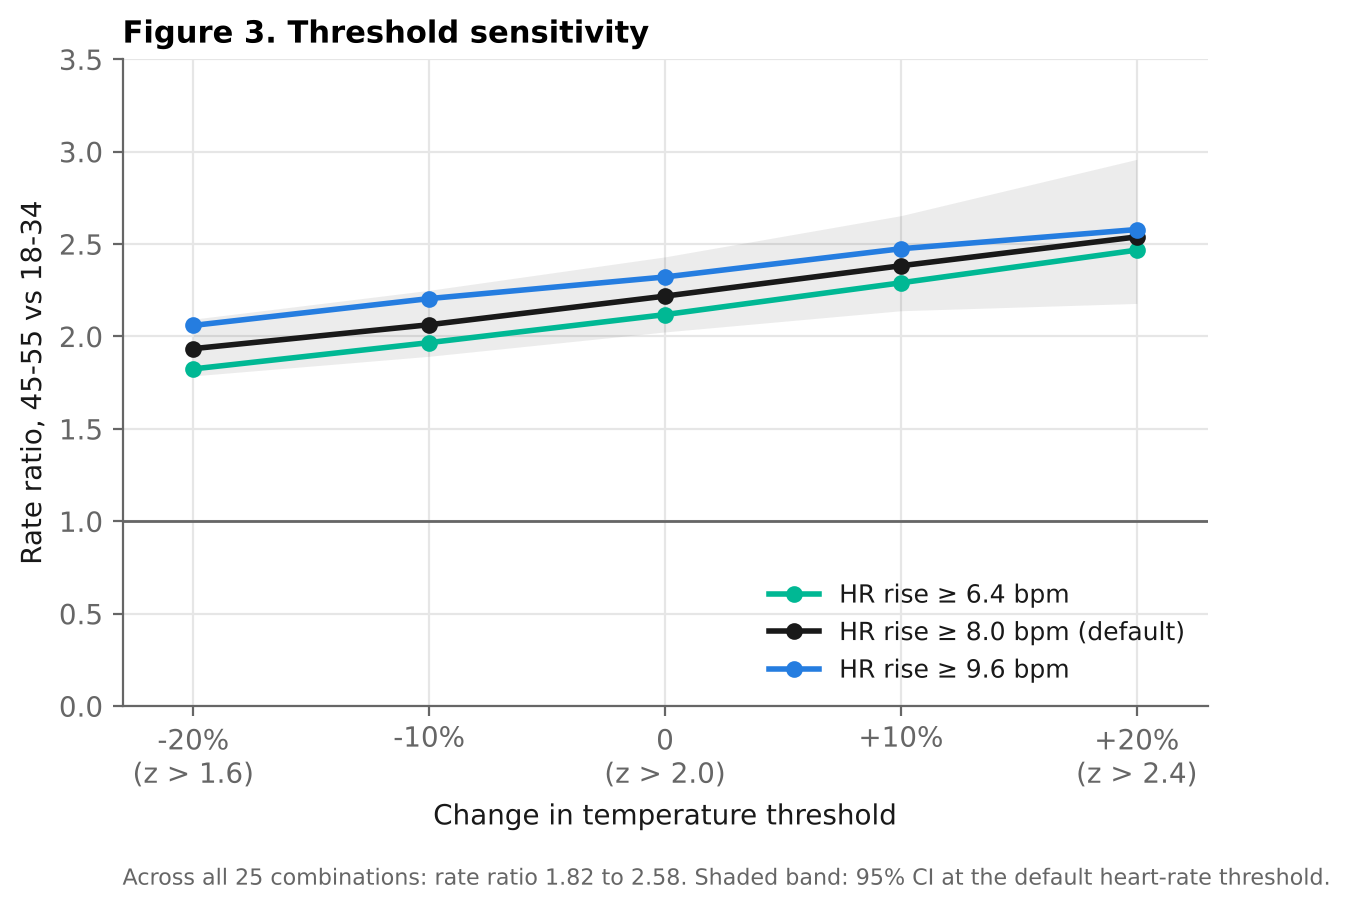 Figure 3. Threshold sensitivity
3.5
3.0
2.5
2.0
1.5
1.0
0.5
0.0
Rate ratio, 45-55 vs 18-34
HR rise ≥ 6.4 bpm
HR rise ≥ 8.0 bpm (default)
HR rise ≥ 9.6 bpm
-20%
(z > 1.6)
-10%
0
(z > 2.0)
+10%
+20%
(z > 2.4)
Change in temperature threshold
Across all 25 combinations: rate ratio 1.82 to 2.58. Shaded band: 95% CI at the default heart-rate threshold.